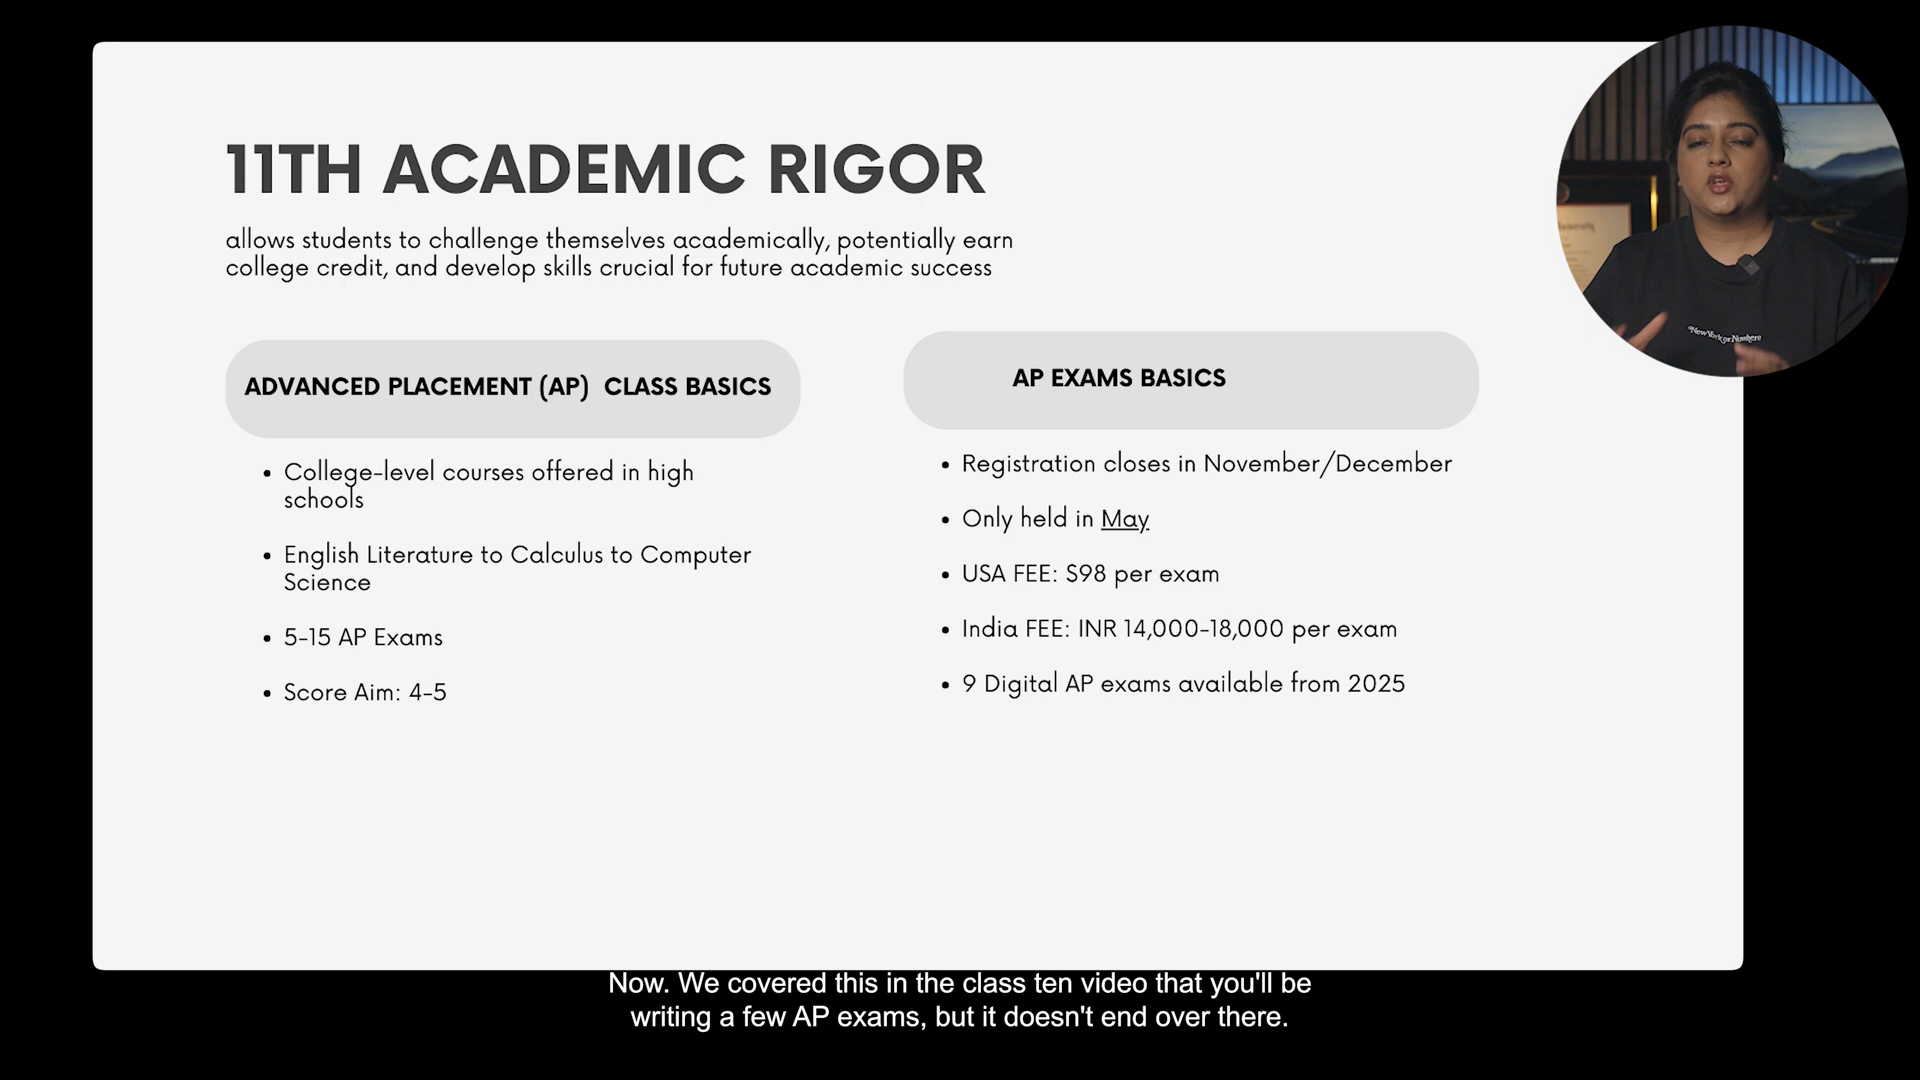 11TH ACADEMIC RIGOR
allows students to challenge themselves academically, potentially earn
college credit, and develop skills crucial for future academic success
ADVANCED PLACEMENT (AP) CLASS BASICS
• College-level courses offered in high
schools
• English Literature to Calculus to Computer
Science
• 5-15 AP Exams
• Score Aim: 4-5
AP EXAMS BASICS
• Registration closes in November/December
• Only held in May
• USA FEE: $98 per exam
• India FEE: INR 14,000-18,000 per exam
• 9 Digital AP exams available from 2025
"New York or Nowhere
Now. We covered this in the class ten video that you'll be
writing a few AP exams, but it doesn't end over there.